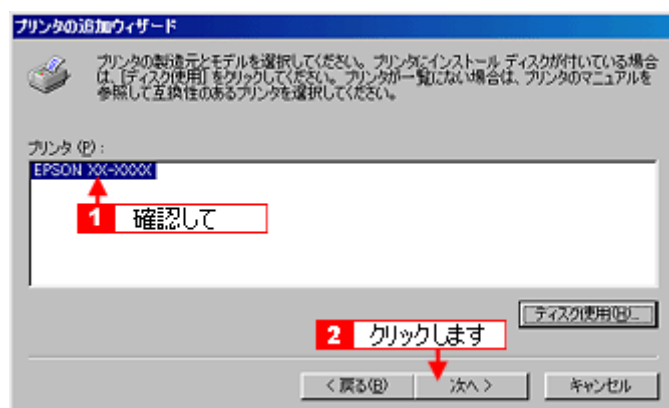 プリンタの追加ウィザード
プリンタの製造元とモデルを選択してください。プリンタにインストール ディスクが付いている場合
は、[ディスク使用] をクリックしてください。プリンタが一覧にない場合は、プリンタのマニュアルを
参照して互換性のあるプリンタを選択してください。
プリンタ (P) :
EPSON XX-XXXX
1 確認して
ディスク使用(H)...
2 クリックします
< 戻る(B)
次へ >
キャンセル